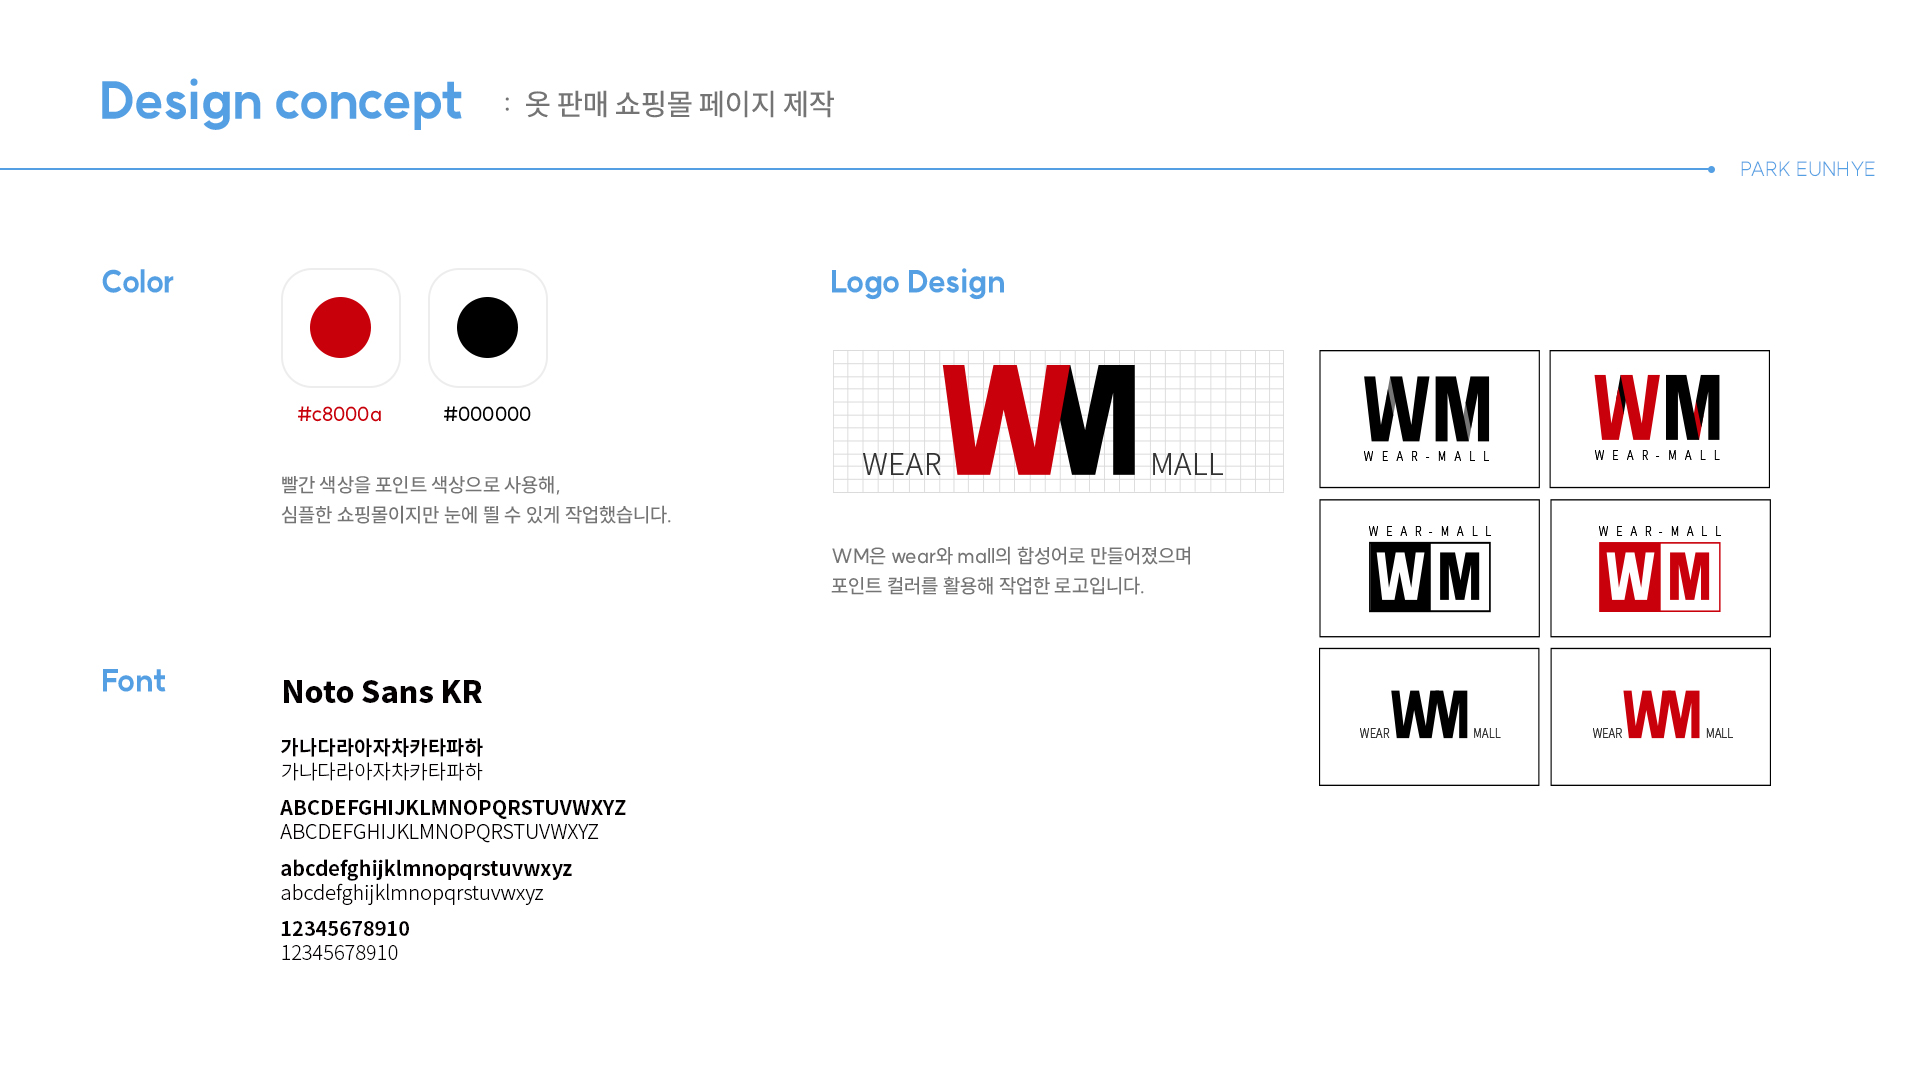 Design concept : 옷 판매 쇼핑몰 페이지 제작
PARK EUNHYE
Color
#c8000a #000000
빨간 색상을 포인트 색상으로 사용해,
심플한 쇼핑몰이지만 눈에 띌 수 있게 작업했습니다.
Font
Noto Sans KR
가나다라아자차카타파하
가나다라아자차카타파하
ABCDEFGHIJKLMNOPQRSTUVWXYZ
ABCDEFGHIJKLMNOPQRSTUVWXYZ
abcdefghijklmnopqrstuvwxyz
abcdefghijklmnopqrstuvwxyz
12345678910
12345678910
Logo Design
WEAR WM MALL
WM은 wear와 mall의 합성어로 만들어졌으며
포인트 컬러를 활용해 작업한 로고입니다.
WM
WEAR-MALL
WM
WEAR-MALL
WEAR-MALL
WM
WEAR-MALL
WM
WEAR WM MALL
WEAR WM MALL